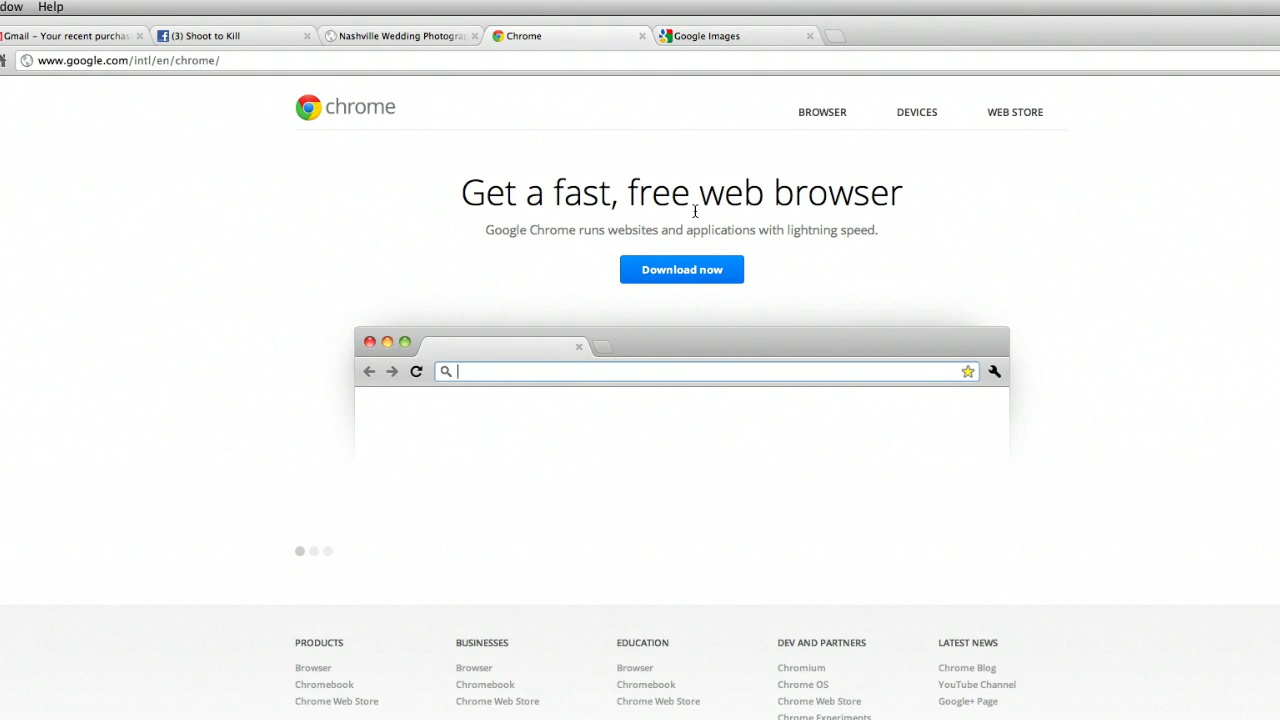 dow Help
Gmail - Your recent purchas
(3) Shoot to Kill
Nashville Wedding Photogra
Chrome
Google Images
www.google.com/intl/en/chrome/
chrome
BROWSER DEVICES WEB STORE
Get a fast, free web browser
Google Chrome runs websites and applications with lightning speed.
Download now
PRODUCTS BUSINESSES EDUCATION DEV AND PARTNERS LATEST NEWS
Browser Browser Browser Chromium Chrome Blog
Chromebook Chromebook Chromebook Chrome OS YouTube Channel
Chrome Web Store Chrome Web Store Chrome Web Store Chrome Web Store Google+ Page
Chrome Experiments